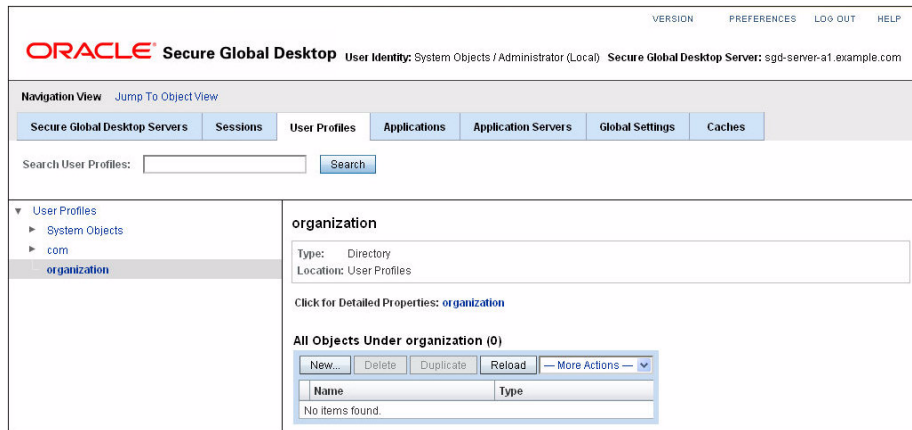 VERSION PREFERENCES LOG OUT HELP
ORACLE Secure Global Desktop User Identity: System Objects / Administrator (Local) Secure Global Desktop Server: sgd-server-a1.example.com
Navigation View Jump To Object View
Secure Global Desktop Servers Sessions User Profiles Applications Application Servers Global Settings Caches
Search User Profiles: Search
User Profiles
System Objects
com
organization
organization
Type: Directory
Location: User Profiles
Click for Detailed Properties: organization
All Objects Under organization (0)
New... Delete Duplicate Reload — More Actions —
Name Type
No items found.